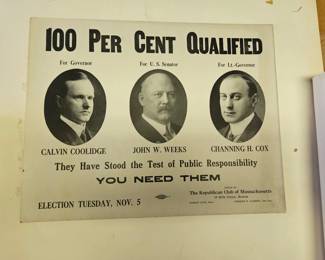 100 PER CENT QUALIFIED
For Governor
For U. S. Senator
For Lt.-Governor
CALVIN COOLIDGE
JOHN W. WEEKS
CHANNING H. COX
They Have Stood the Test of Public Responsibility
YOU NEED THEM
ELECTION TUESDAY, NOV. 5
The Republican Club of Massachusetts